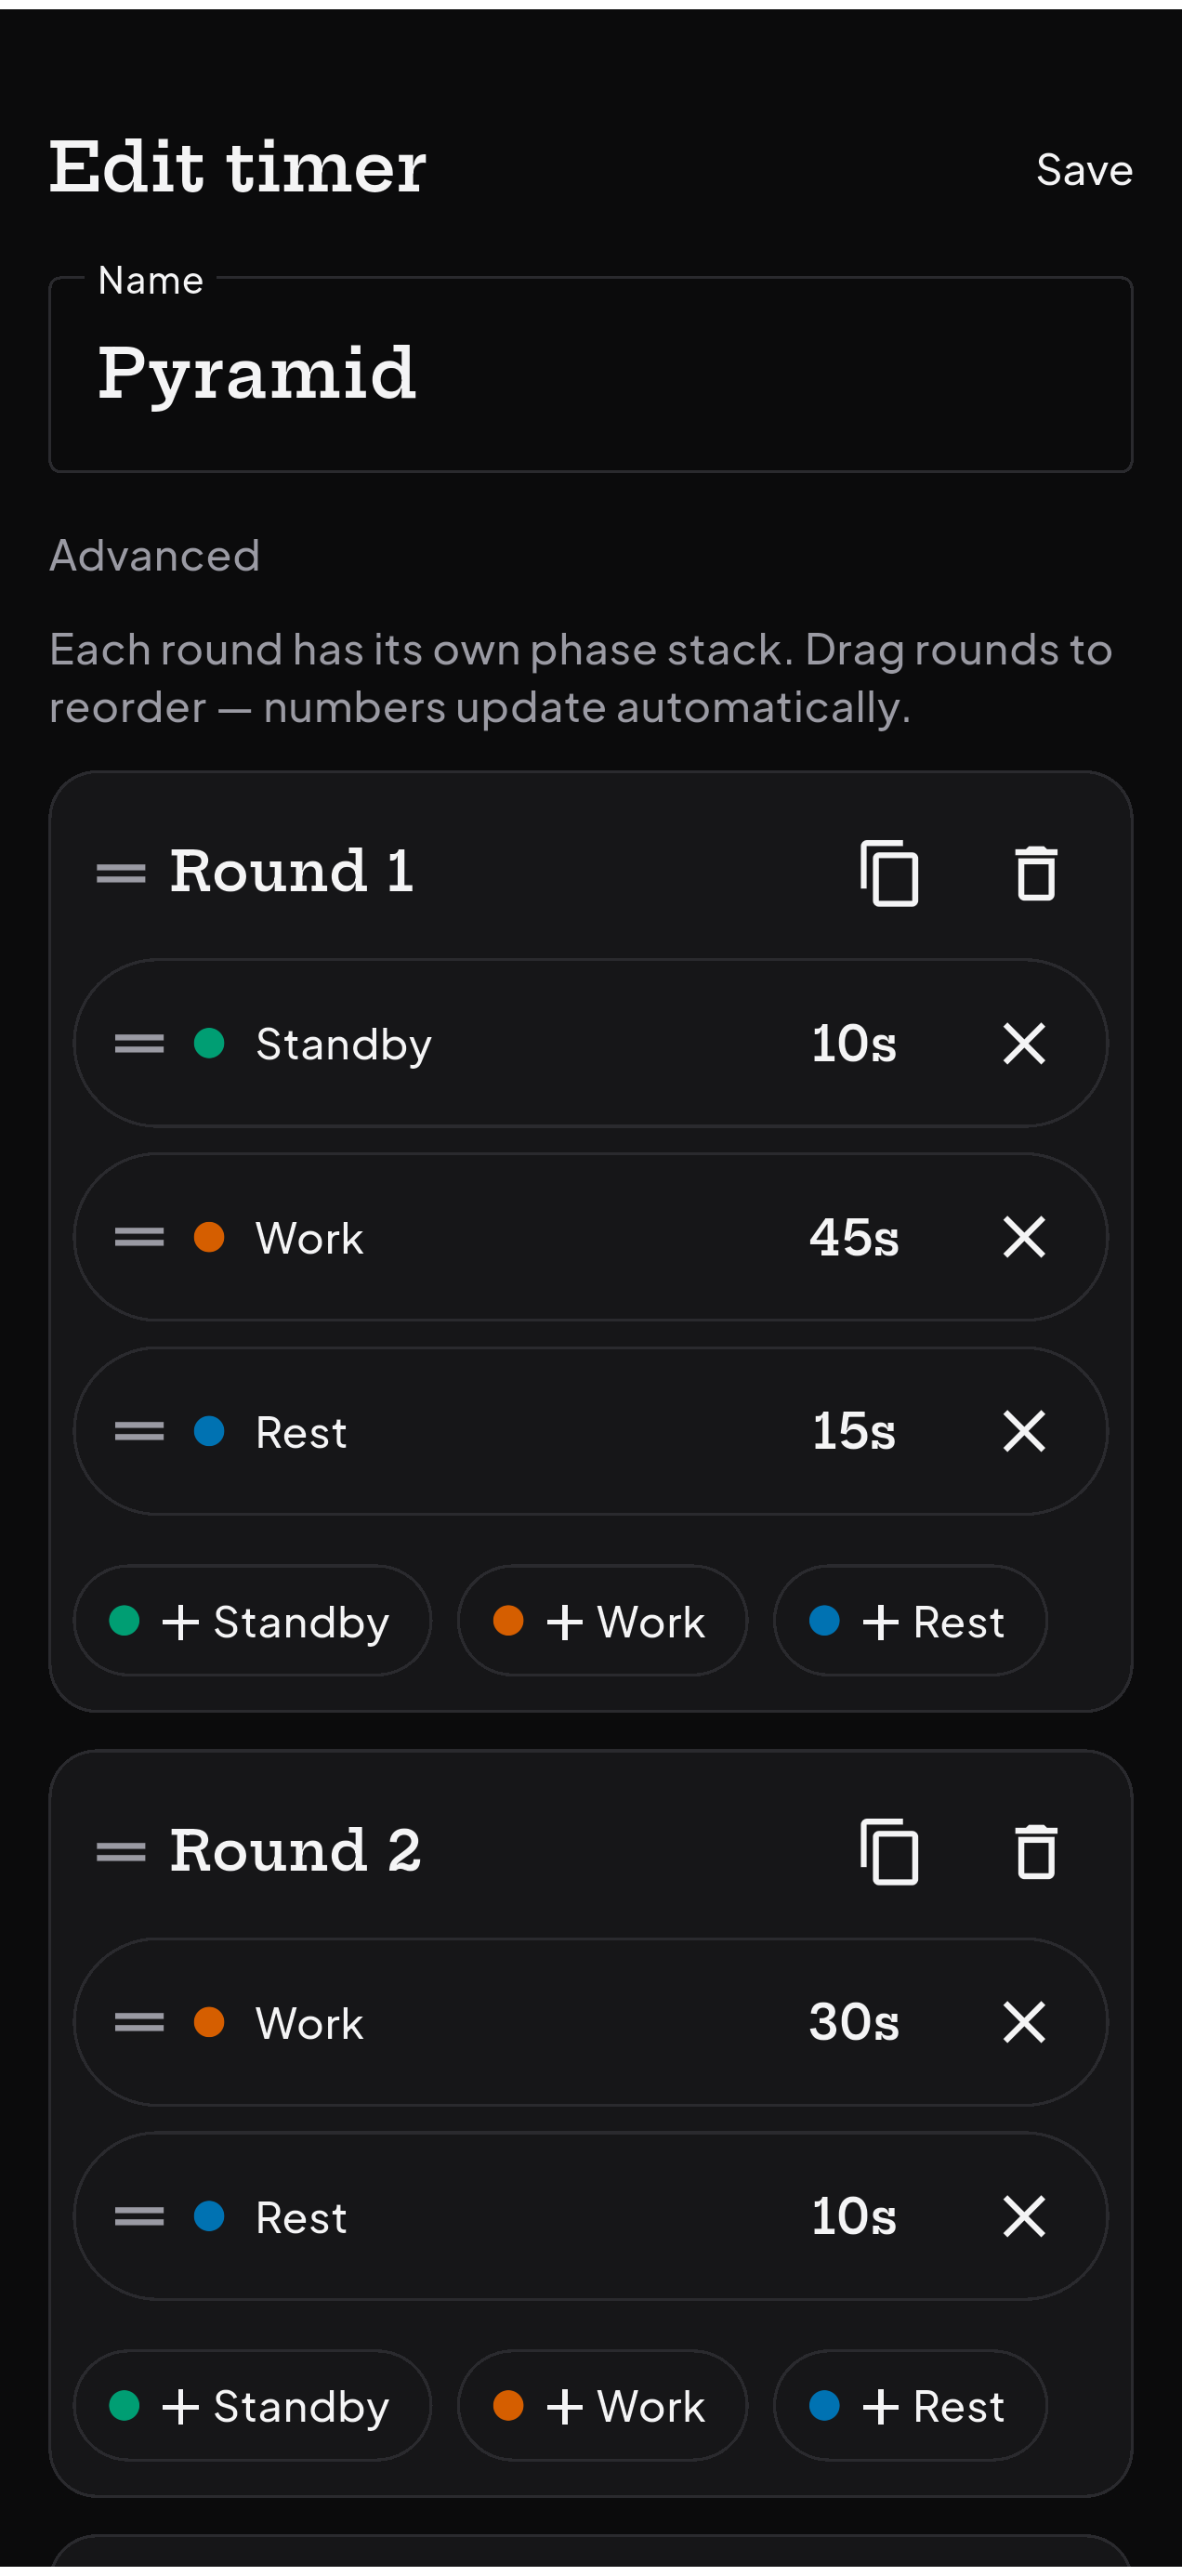 Edit timer
Save
Name
Pyramid
Advanced
Each round has its own phase stack. Drag rounds to
reorder — numbers update automatically.
Round 1
Standby 10s
Work 45s
Rest 15s
+ Standby + Work + Rest
Round 2
Work 30s
Rest 10s
+ Standby + Work + Rest